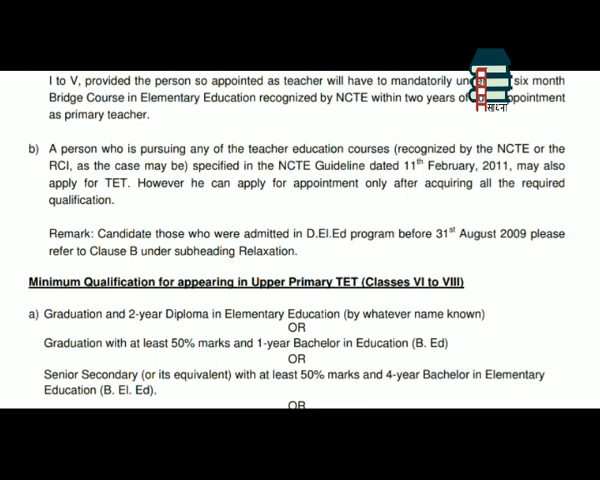 I to V, provided the person so appointed as teacher will have to mandatorily six month
Bridge Course in Elementary Education recognized by NCTE within two years of
as primary teacher.
साधना
b) A person who is pursuing any of the teacher education courses (recognized by the NCTE or the
RCI, as the case may be) specified in the NCTE Guideline dated 11th February, 2011, may also
apply for TET. However he can apply for appointment only after acquiring all the required
qualification.
Remark: Candidate those who were admitted in D.El.Ed program before 31st August 2009 please
refer to Clause B under subheading Relaxation.
Minimum Qualification for appearing in Upper Primary TET (Classes VI to VIII)
a) Graduation and 2-year Diploma in Elementary Education (by whatever name known)
OR
Graduation with at least 50% marks and 1-year Bachelor in Education (B. Ed)
OR
Senior Secondary (or its equivalent) with at least 50% marks and 4-year Bachelor in Elementary
Education (B. El. Ed).
OR